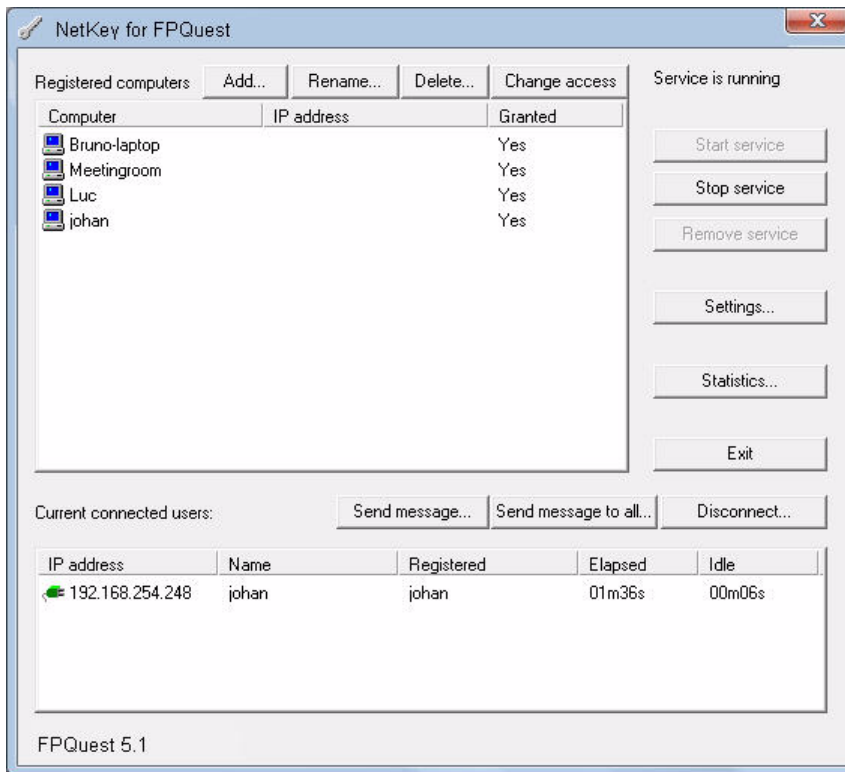 NetKey for FPQuest
Registered computers Add... Rename... Delete... Change access Service is running
Computer IP address Granted
Bruno-laptop Yes
Meetingroom Yes
Luc Yes
johan Yes
Start service
Stop service
Remove service
Settings...
Statistics...
Exit
Current connected users: Send message... Send message to all... Disconnect...
IP address Name Registered Elapsed Idle
192.168.254.248 johan johan 01m36s 00m06s
FPQuest 5.1